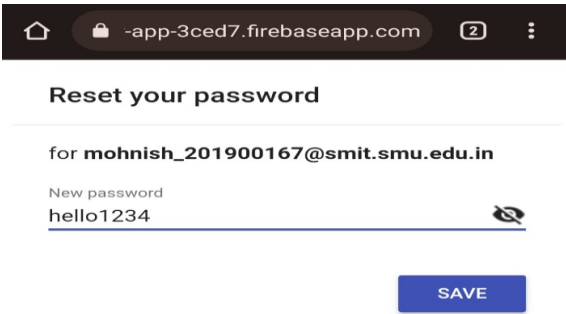 -app-3ced7.firebaseapp.com 2
Reset your password
for mohnish_201900167@smit.smu.edu.in
New password
hello1234
SAVE